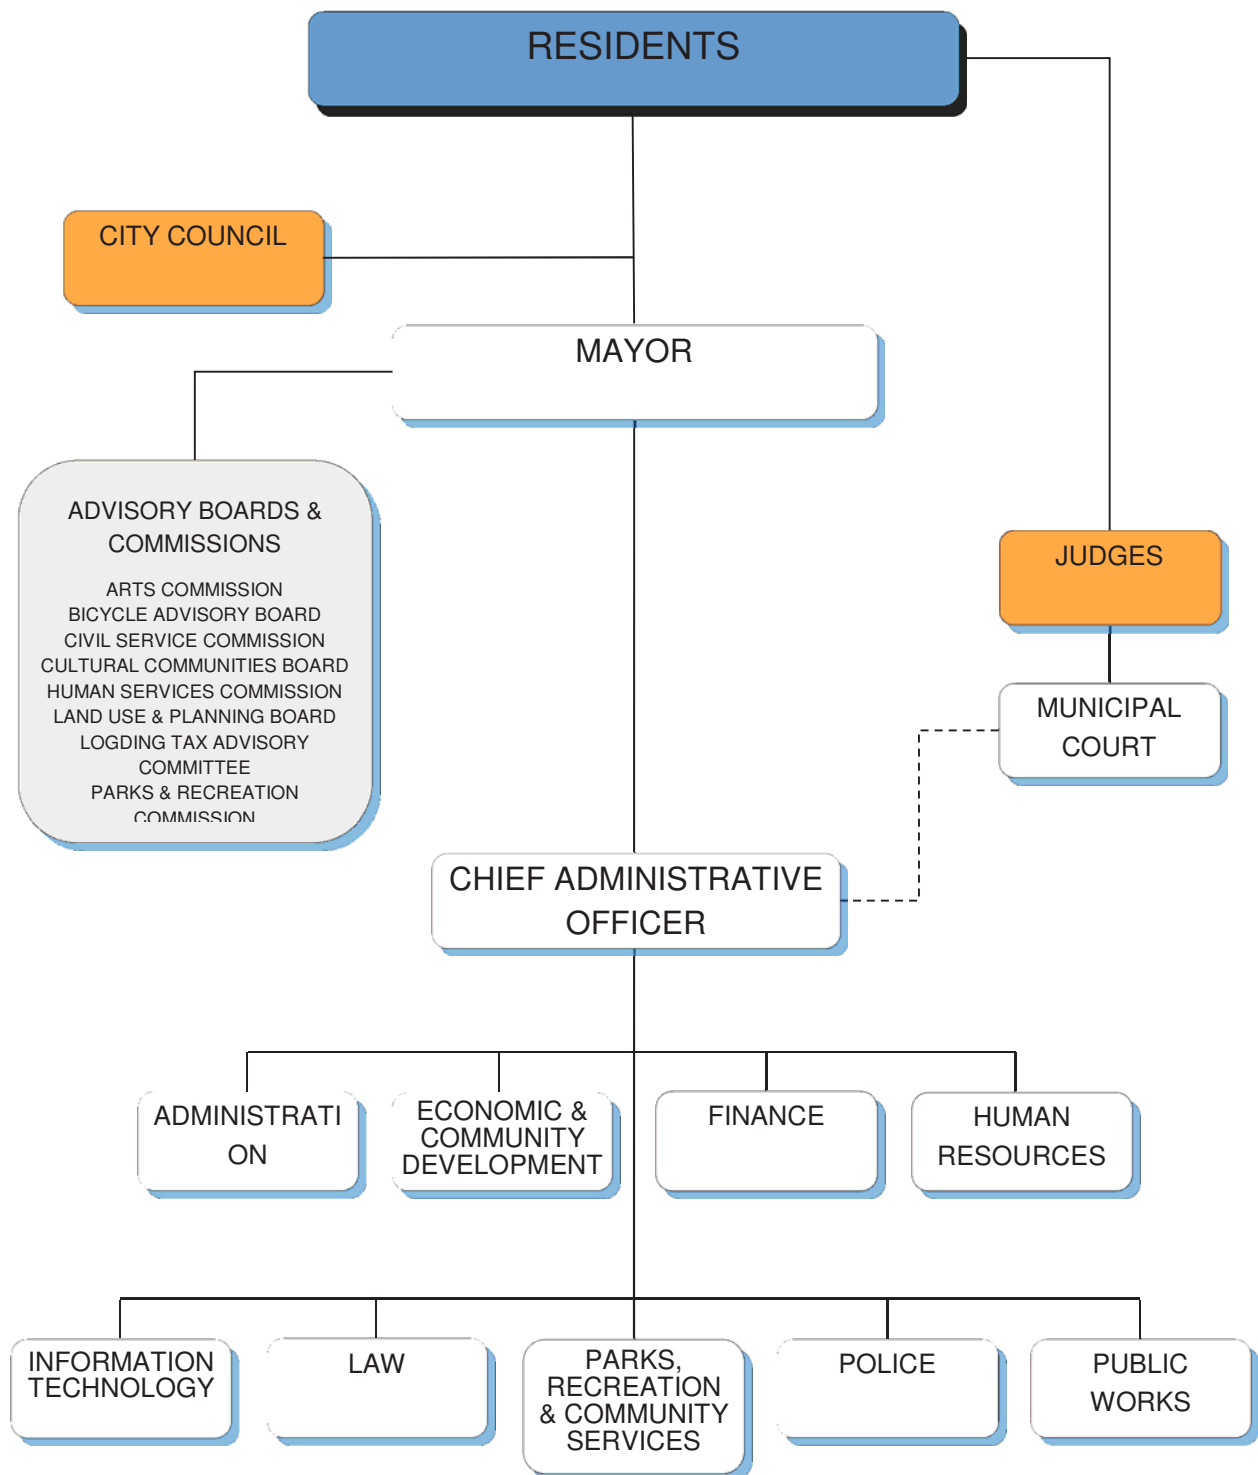 RESIDENTS
CITY COUNCIL
MAYOR
ADVISORY BOARDS &
COMMISSIONS
ARTS COMMISSION
BICYCLE ADVISORY BOARD
CIVIL SERVICE COMMISSION
CULTURAL COMMUNITIES BOARD
HUMAN SERVICES COMMISSION
LAND USE & PLANNING BOARD
LOGDING TAX ADVISORY
COMMITTEE
PARKS & RECREATION
COMMISSION
JUDGES
MUNICIPAL
COURT
CHIEF ADMINISTRATIVE
OFFICER
ADMINISTRATI
ON
ECONOMIC &
COMMUNITY
DEVELOPMENT
FINANCE
HUMAN
RESOURCES
INFORMATION
TECHNOLOGY
LAW
PARKS,
RECREATION
& COMMUNITY
SERVICES
POLICE
PUBLIC
WORKS